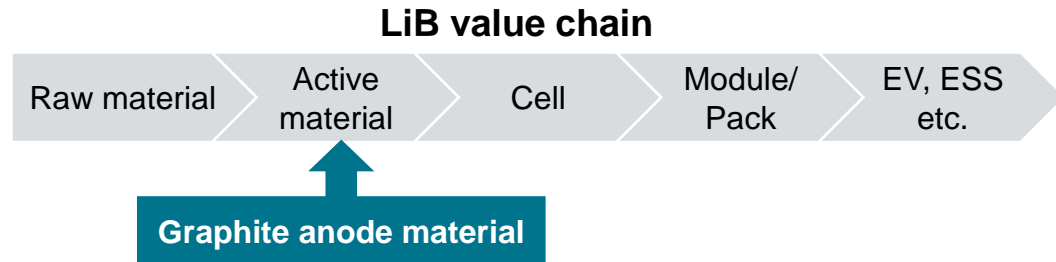 LiB value chain
Raw material
Active
material
Cell
Module/
Pack
EV, ESS
etc.
Graphite anode material